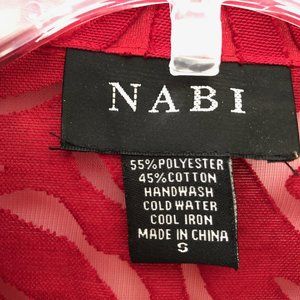 NABI
55%POLYESTER
45%COTTON
HANDWASH
COLD WATER
COOL IRON
MADE IN CHINA
S